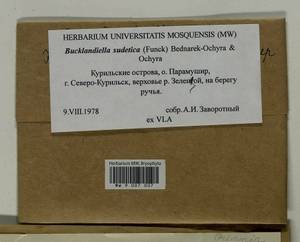 HERBARIUM UNIVERSITATIS MOSQUENSIS (MW)
Bucklandiella sudetica (Funck) Bednarek-Ochyra &
Ochyra
Курильские острова, о. Парамушир,
г. Северо-Курильск, верховье р. на берегу
ручья.
9.VIII.1978 собр. А.И. Заворотный
ex VLA
Herbarium MW, Bryophyta